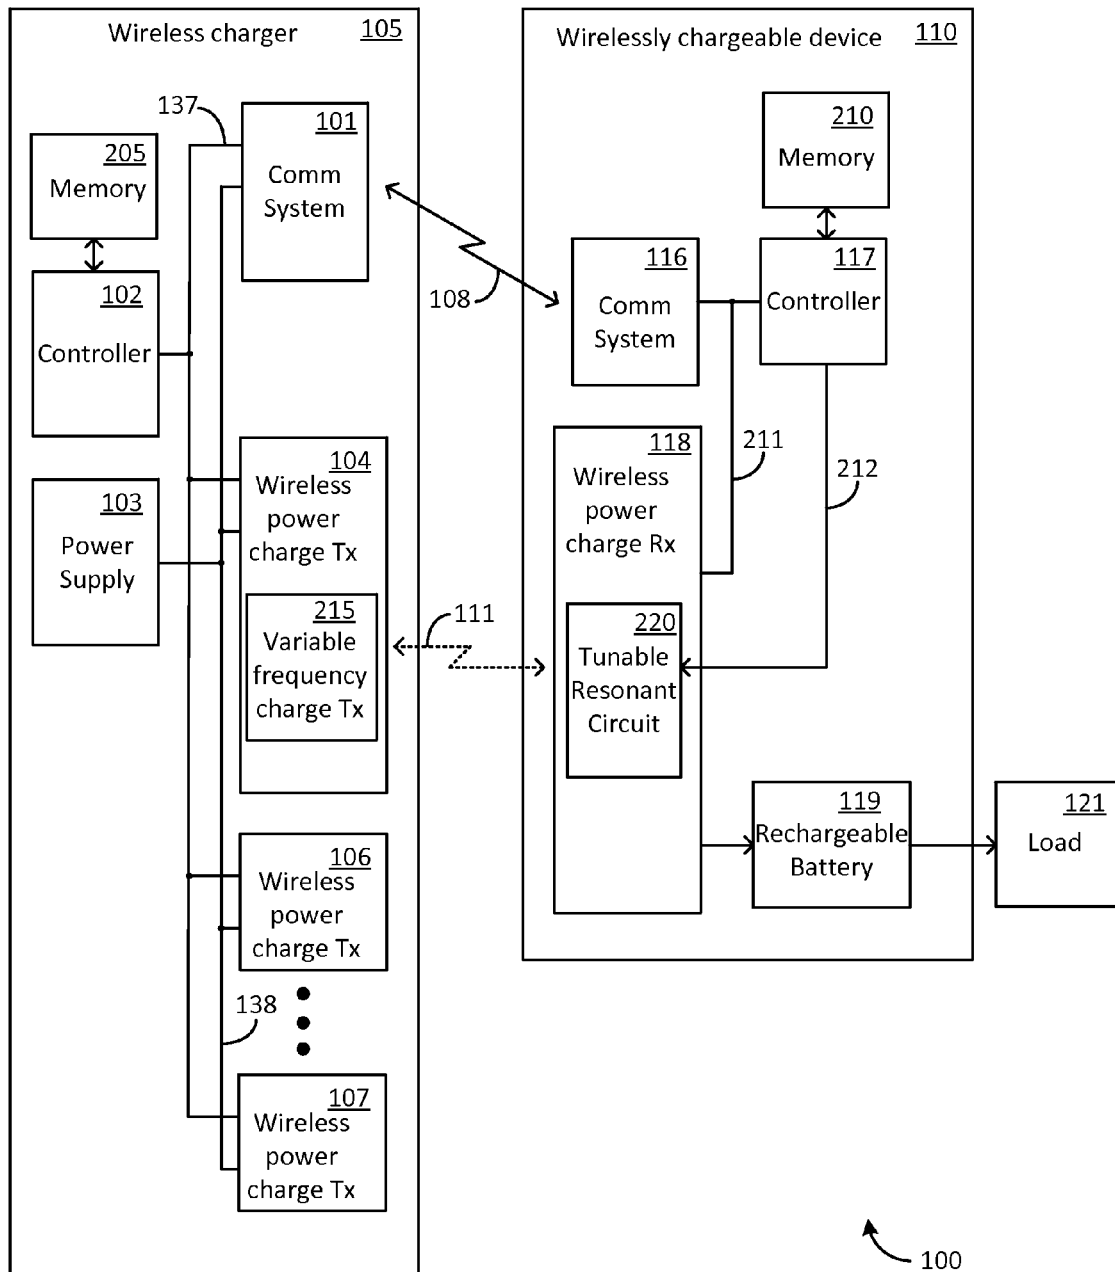 Wireless charger 105
137
101
Comm
System
205
Memory
102
Controller
103
Power
Supply
104
Wireless
power
charge Tx
215
Variable
frequency
charge Tx
106
Wireless
power
charge Tx
138
107
Wireless
power
charge Tx
108
111
Wirelessly chargeable device 110
210
Memory
116
Comm
System
117
Controller
118
Wireless
power
charge Rx
211
212
220
Tunable
Resonant
Circuit
119
Rechargeable
Battery
121
Load
100